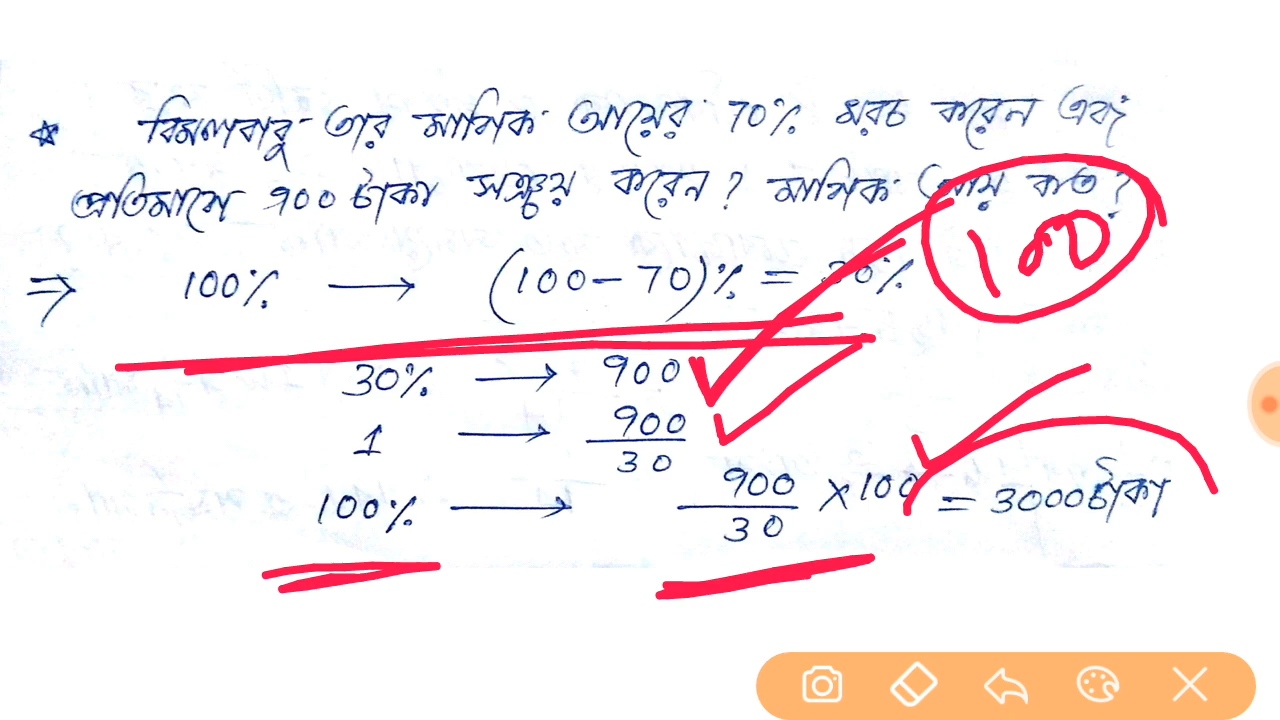 * বিমলবাবু তার মাসিক আয়ের 70% খরচ করেন এবং
প্রতিমাসে 900 টাকা সঞ্চয় করেন? মাসিক আয় কত?
100
⇒ 100% → (100 - 70)% = 30%
30% → 900
1 → 900/30
100% → 900/30 × 100 = 3000 টাকা